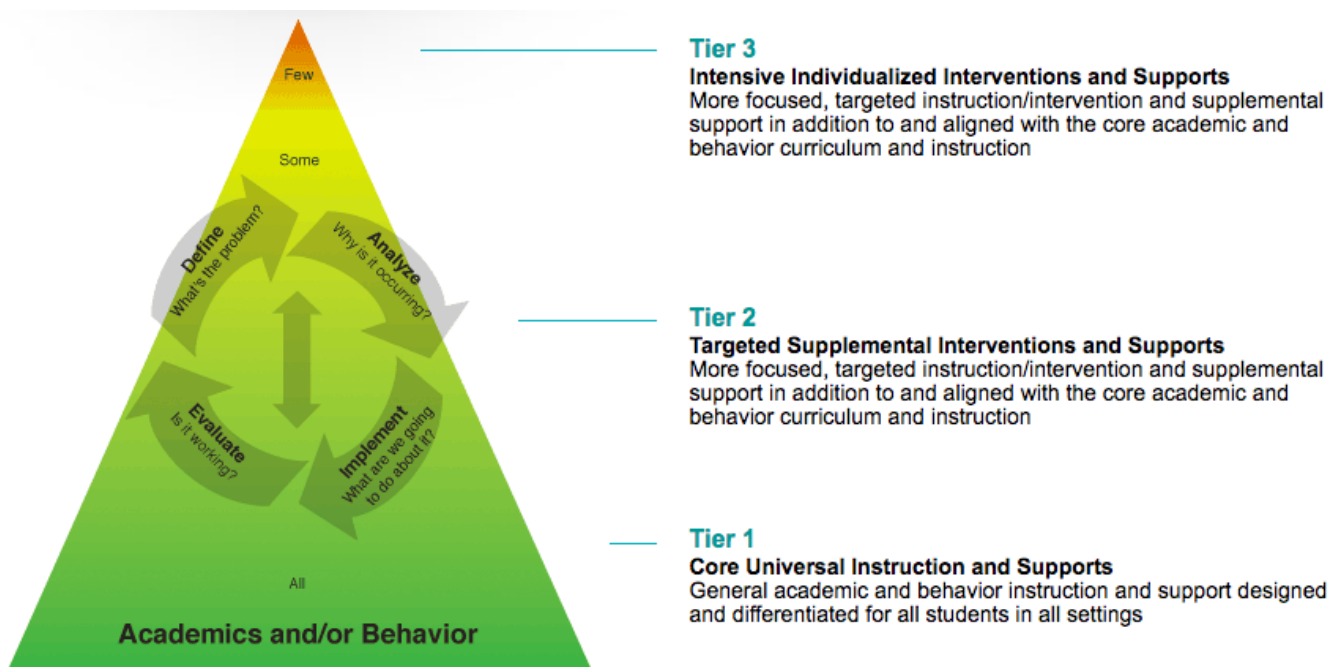 Few
Some
Define
What's the problem?
Analyze
Why is it occurring?
Implement
What are we going
to do about it?
Evaluate
Is it working?
All
Academics and/or Behavior
Tier 3
Intensive Individualized Interventions and Supports
More focused, targeted instruction/intervention and supplemental
support in addition to and aligned with the core academic and
behavior curriculum and instruction
Tier 2
Targeted Supplemental Interventions and Supports
More focused, targeted instruction/intervention and supplemental
support in addition to and aligned with the core academic and
behavior curriculum and instruction
Tier 1
Core Universal Instruction and Supports
General academic and behavior instruction and support designed
and differentiated for all students in all settings